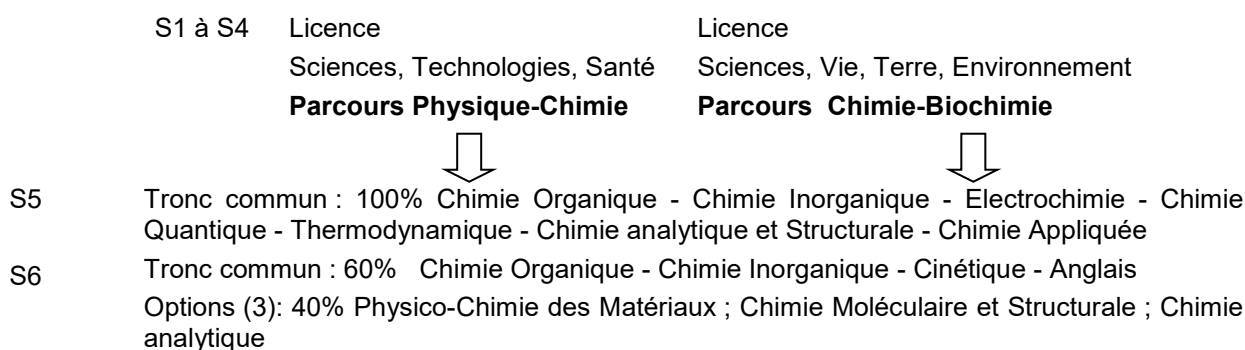 S1 à S4 Licence Licence
Sciences, Technologies, Santé Sciences, Vie, Terre, Environnement
Parcours Physique-Chimie Parcours Chimie-Biochimie
S5 Tronc commun : 100% Chimie Organique - Chimie Inorganique - Electrochimie - Chimie
Quantique - Thermodynamique - Chimie analytique et Structurale - Chimie Appliquée
S6 Tronc commun : 60% Chimie Organique - Chimie Inorganique - Cinétique - Anglais
Options (3): 40% Physico-Chimie des Matériaux ; Chimie Moléculaire et Structurale ; Chimie
analytique